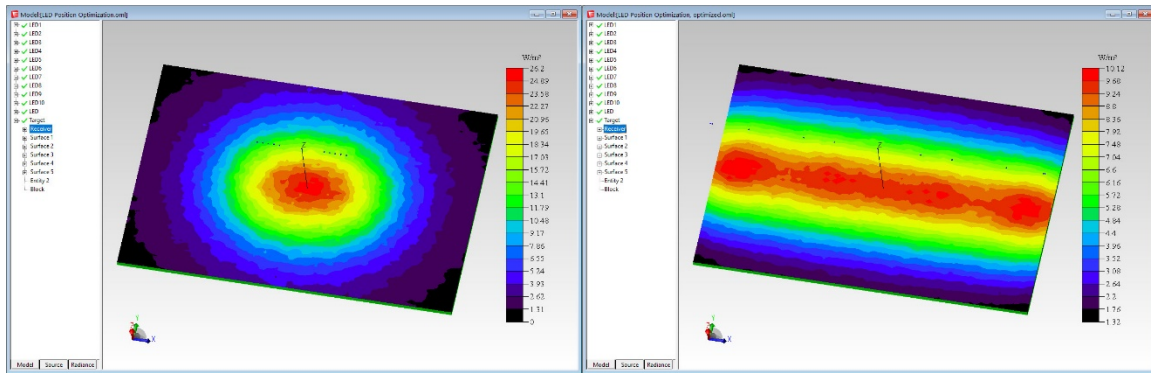 Model:[LED Position Optimization.oml]
LED1
LED2
LED3
LED4
LED5
LED6
LED7
LED8
LED9
LED10
LED
Target
Receiver
Surface 1
Surface 2
Surface 3
Surface 4
Surface 5
Entity 2
Block
W/m²
26.2
24.89
23.58
22.27
20.96
19.65
18.34
17.03
15.72
14.41
13.1
11.79
10.48
9.17
7.86
6.55
5.24
3.93
2.62
1.31
0
Z
Y
X
Model Source Radiance
Model:[LED Position Optimization, optimized.oml]
LED1
LED2
LED3
LED4
LED5
LED6
LED7
LED8
LED9
LED10
LED
Target
Receiver
Surface 1
Surface 2
Surface 3
Surface 4
Surface 5
Entity 2
Block
W/m²
10.12
9.68
9.24
8.8
8.36
7.92
7.48
7.04
6.6
6.16
5.72
5.28
4.84
4.4
3.96
3.52
3.08
2.64
2.2
1.76
1.32
Z
Y
X
Model Source Radiance